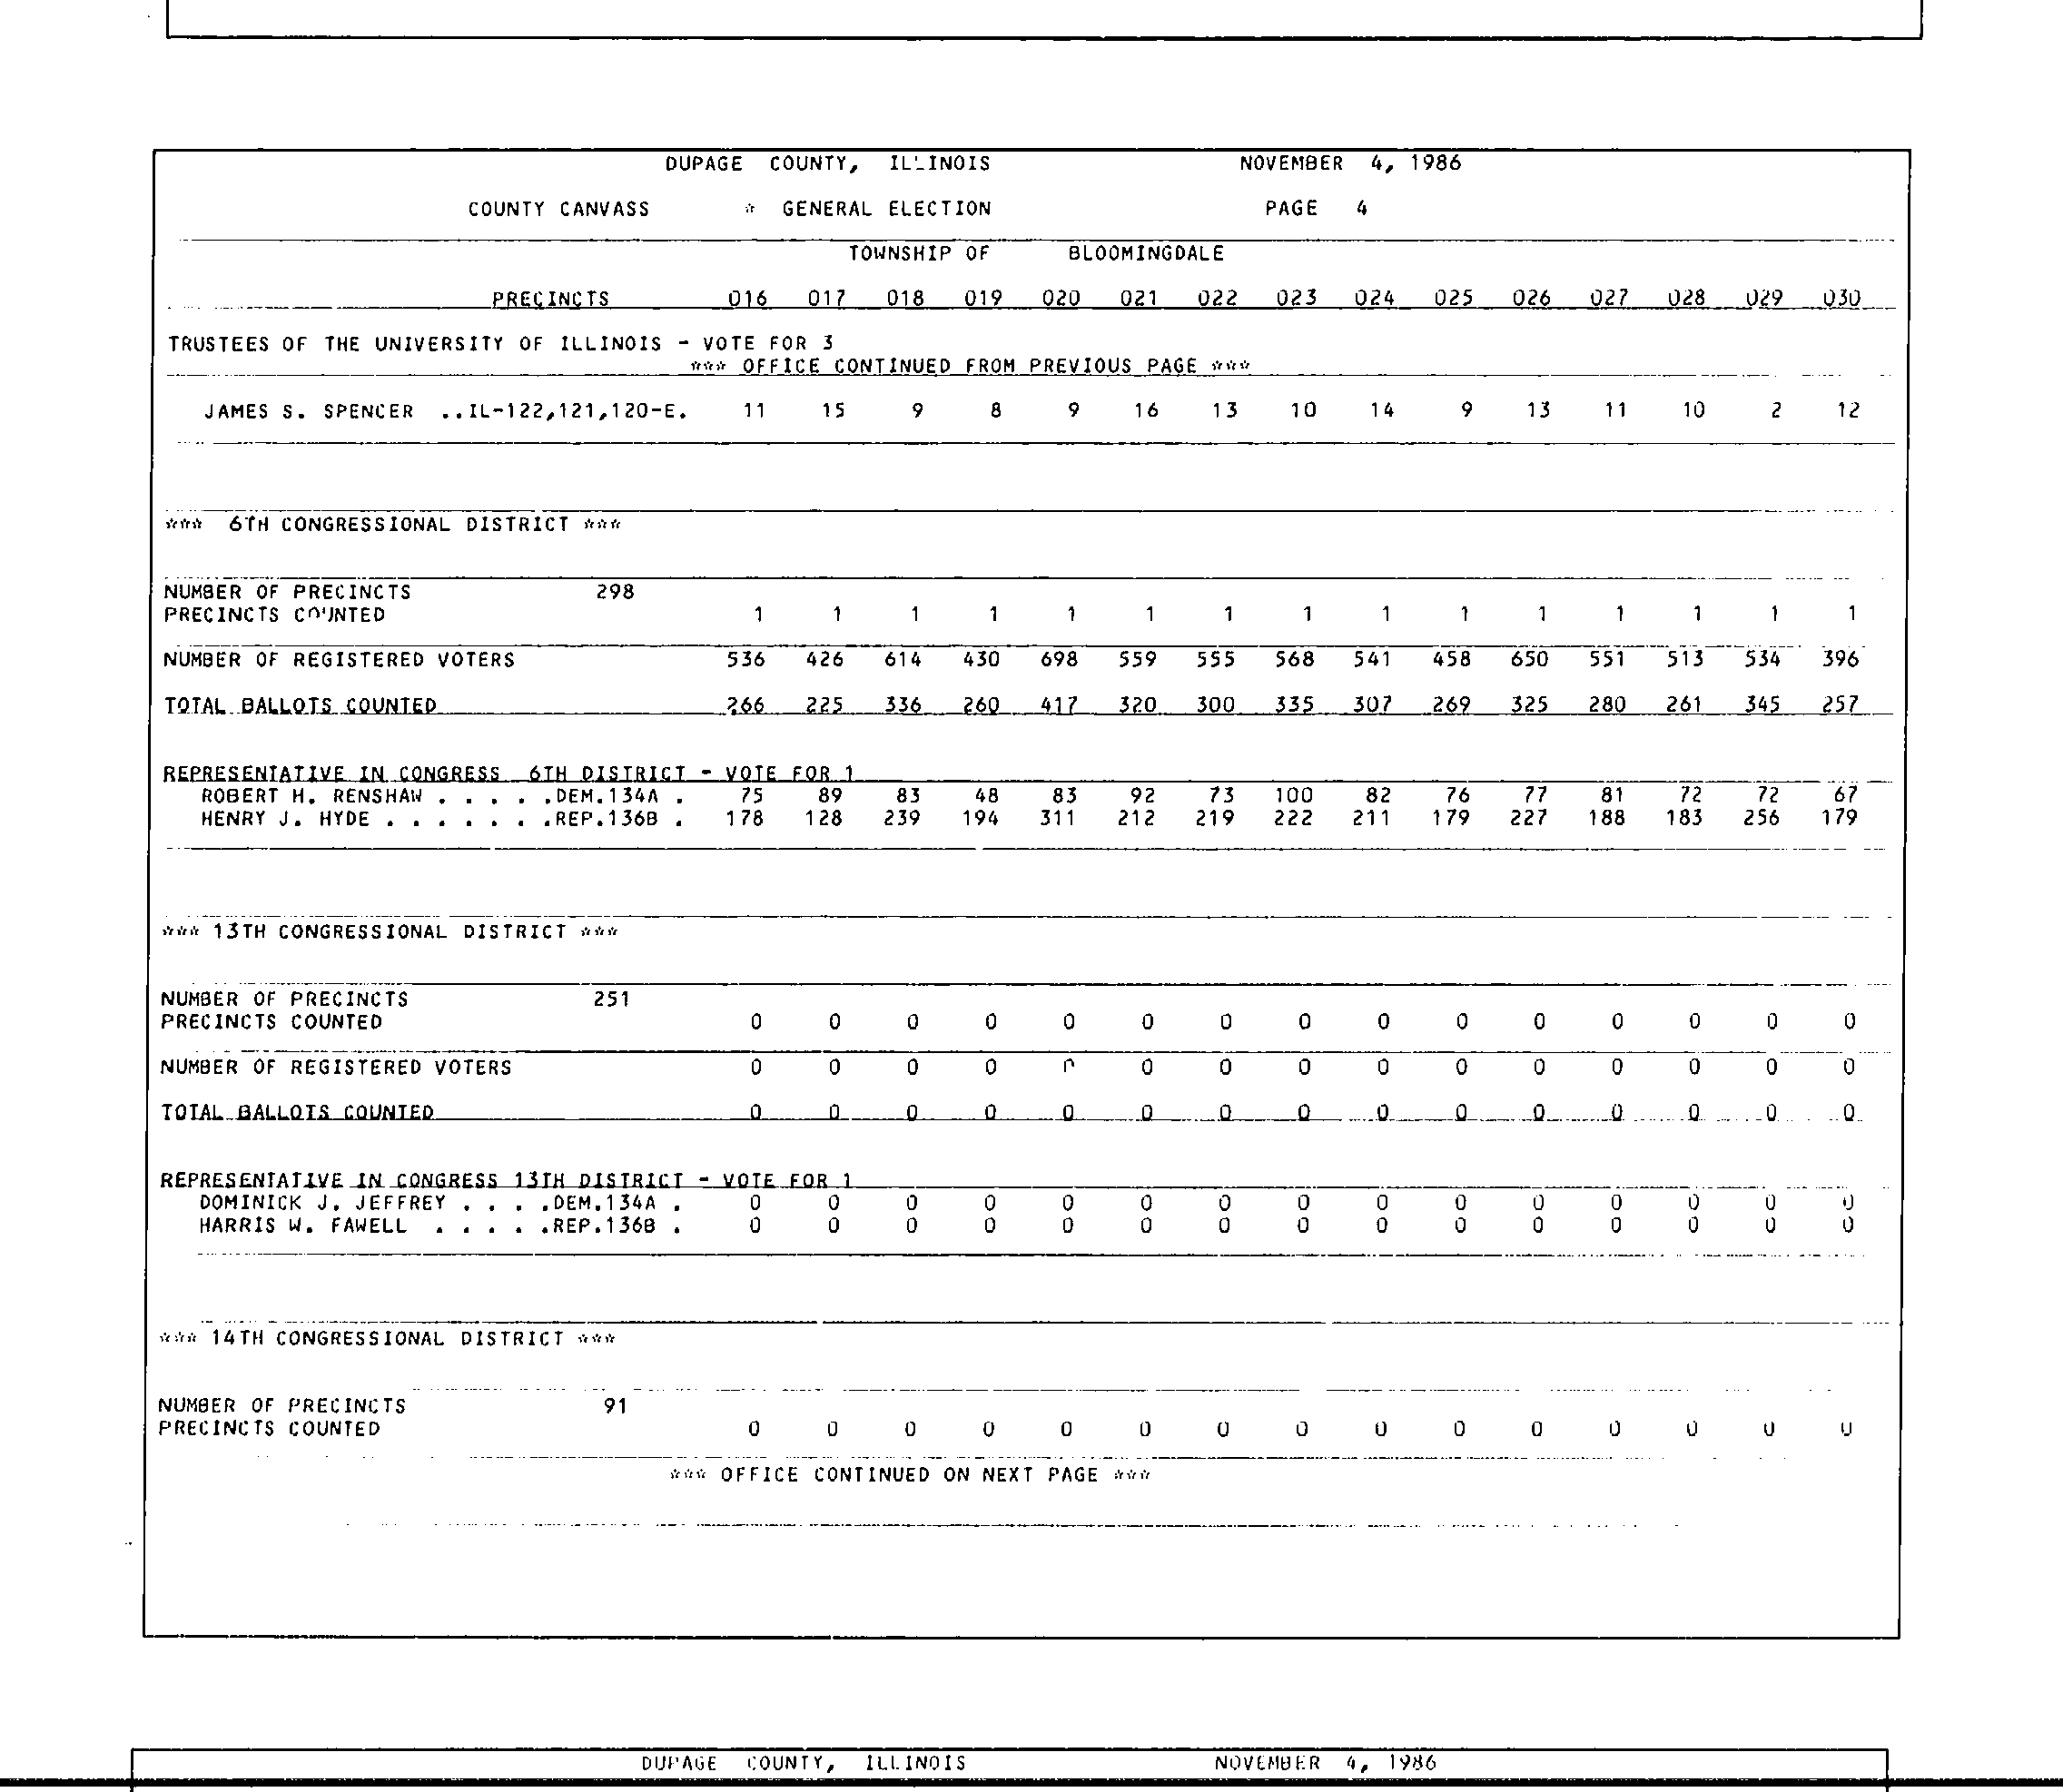 DUPAGE COUNTY, ILLINOIS NOVEMBER 4, 1986
COUNTY CANVASS * GENERAL ELECTION PAGE 4
TOWNSHIP OF BLOOMINGDALE
PRECINCTS 016 017 018 019 020 021 022 023 024 025 026 027 028 029 030
TRUSTEES OF THE UNIVERSITY OF ILLINOIS - VOTE FOR 3
*** OFFICE CONTINUED FROM PREVIOUS PAGE ***
JAMES S. SPENCER ..IL-122,121,120-E. 11 15 9 8 9 16 13 10 14 9 13 11 10 2 12
*** 6TH CONGRESSIONAL DISTRICT ***
NUMBER OF PRECINCTS 298
PRECINCTS COUNTED 1 1 1 1 1 1 1 1 1 1 1 1 1 1 1
NUMBER OF REGISTERED VOTERS 536 426 614 430 698 559 555 568 541 458 650 551 513 534 396
TOTAL BALLOTS COUNTED 266 225 336 260 417 320 300 335 307 269 325 280 261 345 257
REPRESENTATIVE IN CONGRESS 6TH DISTRICT - VOTE FOR 1
ROBERT H. RENSHAW . . . . .DEM.134A . 75 89 83 48 83 92 73 100 82 76 77 81 72 72 67
HENRY J. HYDE . . . . . . .REP.136B . 178 128 239 194 311 212 219 222 211 179 227 188 183 256 179
*** 13TH CONGRESSIONAL DISTRICT ***
NUMBER OF PRECINCTS 251
PRECINCTS COUNTED 0 0 0 0 0 0 0 0 0 0 0 0 0 0 0
NUMBER OF REGISTERED VOTERS 0 0 0 0 0 0 0 0 0 0 0 0 0 0 0
TOTAL BALLOTS COUNTED 0 0 0 0 0 0 0 0 0 0 0 0 0 0 0
REPRESENTATIVE IN CONGRESS 13TH DISTRICT - VOTE FOR 1
DOMINICK J. JEFFREY . . . .DEM.134A . 0 0 0 0 0 0 0 0 0 0 0 0 0 0 0
HARRIS W. FAWELL . . . . .REP.136B . 0 0 0 0 0 0 0 0 0 0 0 0 0 0 0
*** 14TH CONGRESSIONAL DISTRICT ***
NUMBER OF PRECINCTS 91
PRECINCTS COUNTED 0 0 0 0 0 0 0 0 0 0 0 0 0 0 0
*** OFFICE CONTINUED ON NEXT PAGE ***
DUPAGE COUNTY, ILLINOIS NOVEMBER 4, 1986